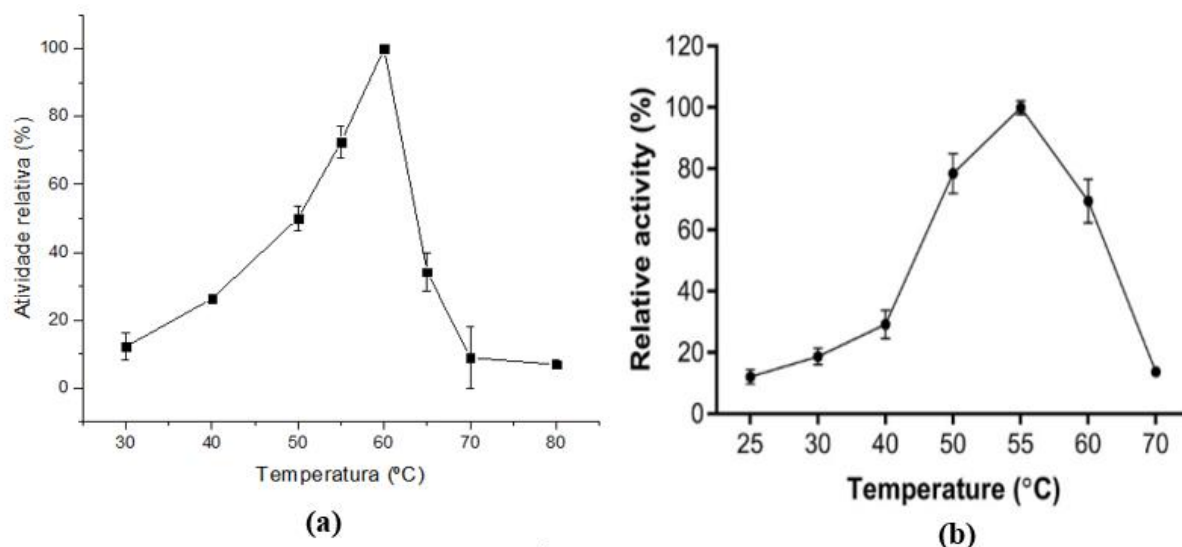 Atividade relativa (%)
100
80
60
40
20
0
30 40 50 60 70 80
Temperatura (ºC)
(a)
Relative activity (%)
120
100
80
60
40
20
0
25 30 40 50 55 60 70
Temperature (°C)
(b)